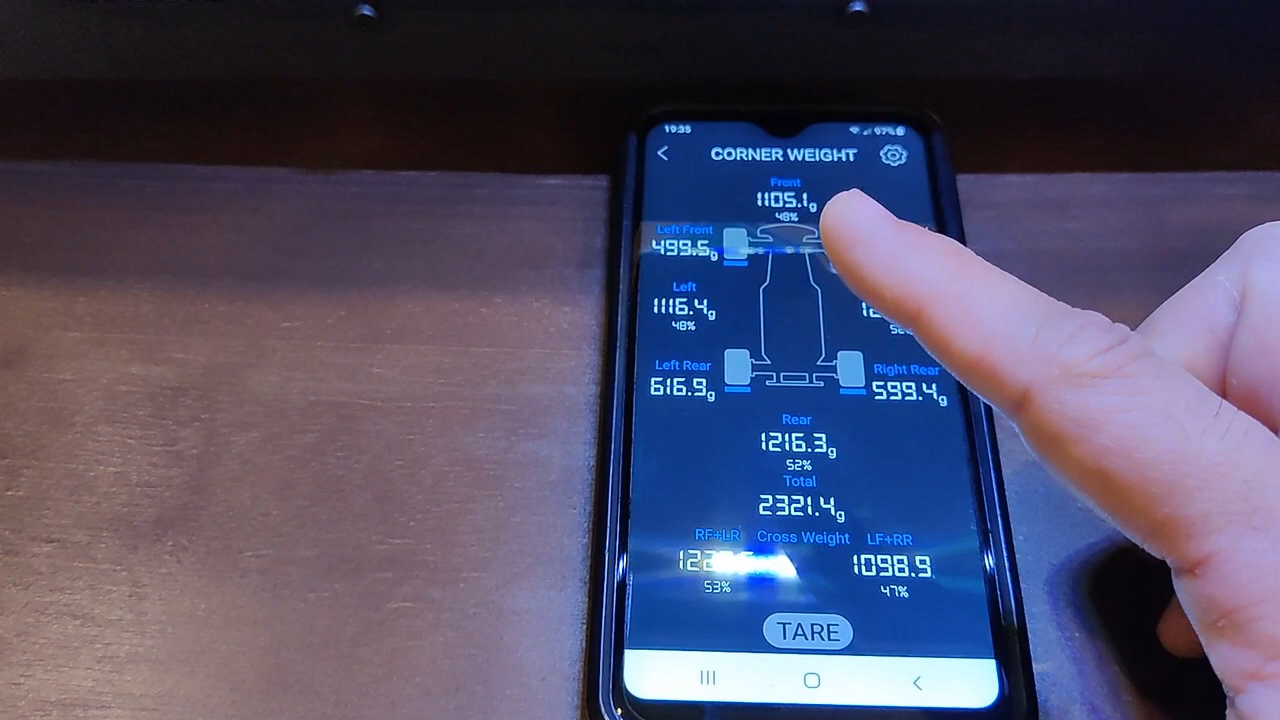 19:35 97%
CORNER WEIGHT
Front
1105.1g
48%
Left Front
499.5g
Left
1116.4g
48%
Left Rear
616.9g
Right Rear
599.4g
Rear
1216.3g
52%
Total
2321.4g
RF+LR Cross Weight LF+RR
1098.9
53% 47%
TARE